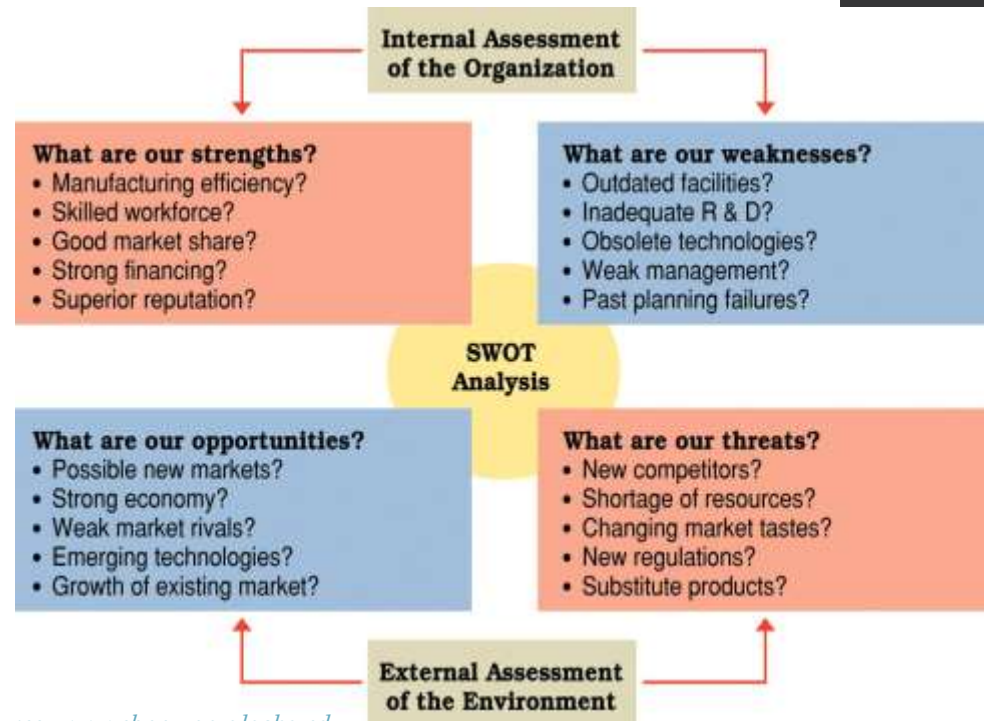 Internal Assessment
of the Organization
What are our strengths?
• Manufacturing efficiency?
• Skilled workforce?
• Good market share?
• Strong financing?
• Superior reputation?
What are our weaknesses?
• Outdated facilities?
• Inadequate R & D?
• Obsolete technologies?
• Weak management?
• Past planning failures?
SWOT
Analysis
What are our opportunities?
• Possible new markets?
• Strong economy?
• Weak market rivals?
• Emerging technologies?
• Growth of existing market?
What are our threats?
• New competitors?
• Shortage of resources?
• Changing market tastes?
• New regulations?
• Substitute products?
External Assessment
of the Environment